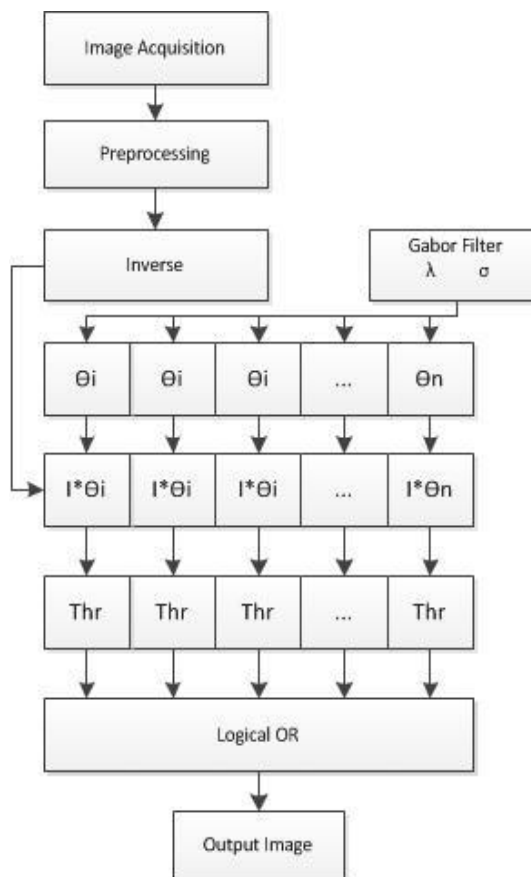 Image Acquisition
Preprocessing
Inverse
Gabor Filter
λ σ
Θi Θi Θi ... Θn
I*Θi I*Θi I*Θi ... I*Θn
Thr Thr Thr ... Thr
Logical OR
Output Image